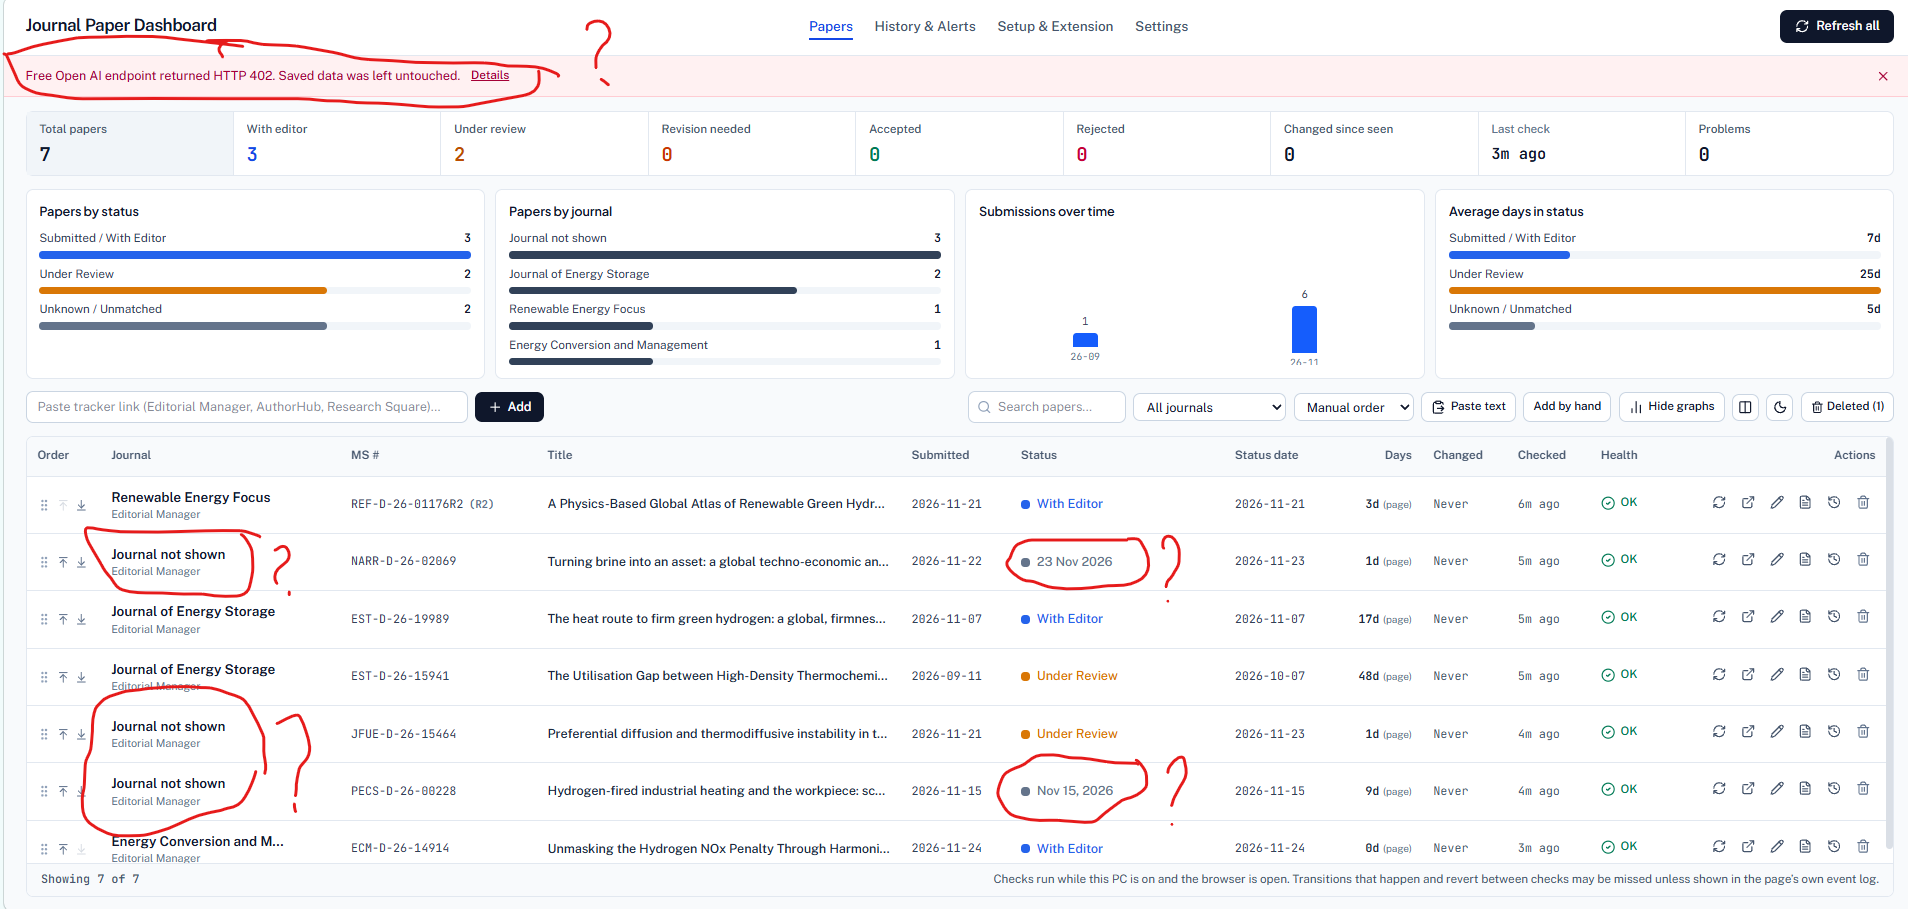 Journal Paper Dashboard
Papers History & Alerts Setup & Extension Settings
Refresh all
?
Free Open AI endpoint returned HTTP 402. Saved data was left untouched. Details
Total papers With editor Under review Revision needed Accepted Rejected Changed since seen Last check Problems
7 3 2 0 0 0 0 3m ago 0
Papers by status
Submitted / With Editor 3
Under Review 2
Unknown / Unmatched 2
Papers by journal
Journal not shown 3
Journal of Energy Storage 2
Renewable Energy Focus 1
Energy Conversion and Management 1
Submissions over time
6
1
26-09
26-11
Average days in status
Submitted / With Editor 7d
Under Review 25d
Unknown / Unmatched 5d
Paste tracker link (Editorial Manager, AuthorHub, Research Square)... + Add Search papers... All journals Manual order Paste text Add by hand Hide graphs Deleted (1)
Order Journal MS # Title Submitted Status Status date Days Changed Checked Health Actions
Renewable Energy Focus
Editorial Manager
REF-D-26-01176R2 (R2) A Physics-Based Global Atlas of Renewable Green Hydr... 2026-11-21 With Editor 2026-11-21 3d (page) Never 6m ago OK
Journal not shown
Editorial Manager
?
NARR-D-26-02069 Turning brine into an asset: a global techno-economic an... 2026-11-22 23 Nov 2026 ? 2026-11-23 1d (page) Never 5m ago OK
Journal of Energy Storage
Editorial Manager
EST-D-26-19989 The heat route to firm green hydrogen: a global, firmnes... 2026-11-07 With Editor 2026-11-07 17d (page) Never 5m ago OK
Journal of Energy Storage
Editorial Manager
EST-D-26-15941 The Utilisation Gap between High-Density Thermochemi... 2026-09-11 Under Review 2026-10-07 48d (page) Never 5m ago OK
Journal not shown
Editorial Manager
?
JFUE-D-26-15464 Preferential diffusion and thermodiffusive instability in t... 2026-11-21 Under Review 2026-11-23 1d (page) Never 4m ago OK
Journal not shown
Editorial Manager
PECS-D-26-00228 Hydrogen-fired industrial heating and the workpiece: sc... 2026-11-15 Nov 15, 2026 ? 2026-11-15 9d (page) Never 4m ago OK
Energy Conversion and M...
Editorial Manager
ECM-D-26-14914 Unmasking the Hydrogen NOx Penalty Through Harmoni... 2026-11-24 With Editor 2026-11-24 0d (page) Never 3m ago OK
Showing 7 of 7
Checks run while this PC is on and the browser is open. Transitions that happen and revert between checks may be missed unless shown in the page's own event log.